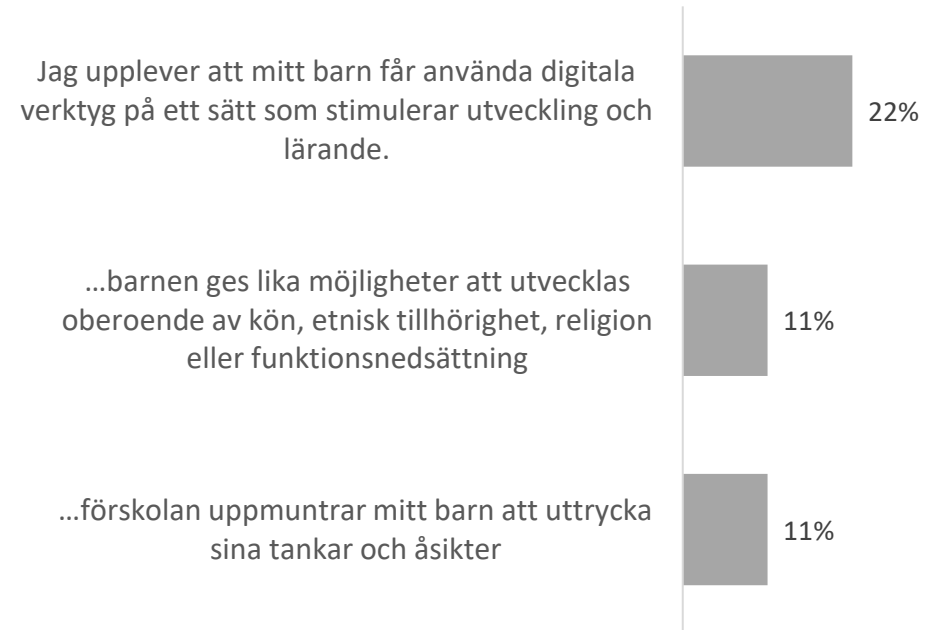 Jag upplever att mitt barn får använda digitala
verktyg på ett sätt som stimulerar utveckling och
lärande.
22%
…barnen ges lika möjligheter att utvecklas
oberoende av kön, etnisk tillhörighet, religion
eller funktionsnedsättning
11%
…förskolan uppmuntrar mitt barn att uttrycka
sina tankar och åsikter
11%